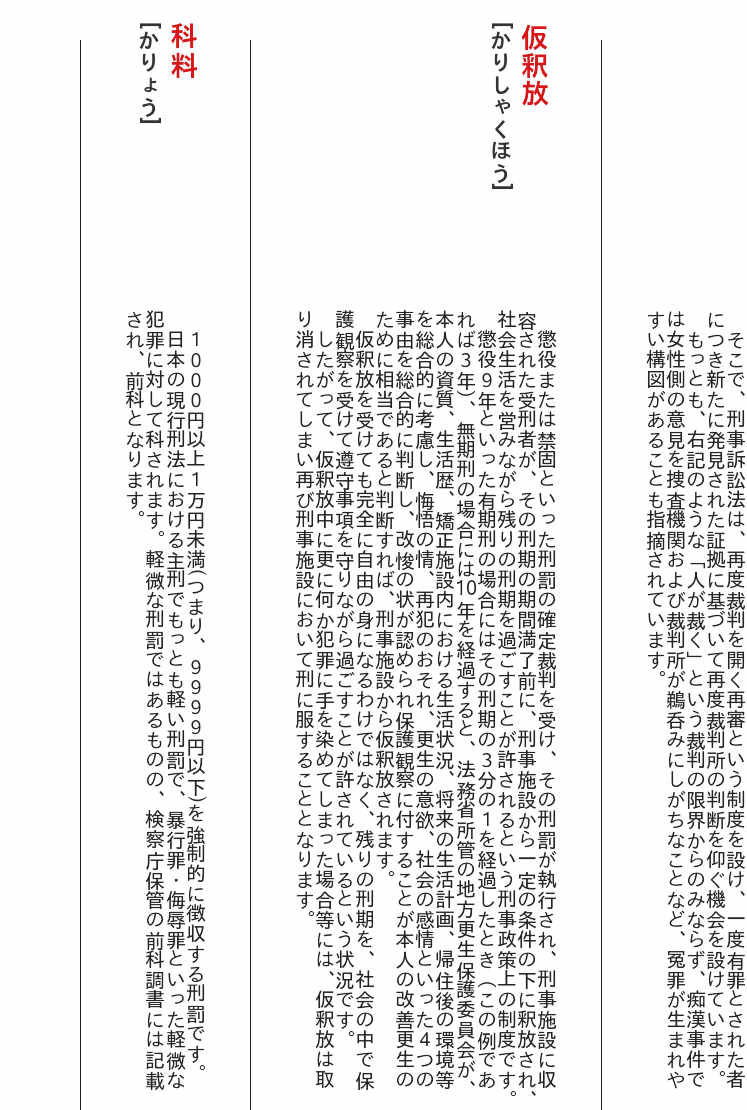 そこで、刑事訴訟法は、再度裁判を開く再審という制度を設け、一度有罪とされた者
につき新たに発見された証拠に基づいて再度裁判所の判断を仰ぐ機会を設けています。
もっとも、右記のような「人が裁く」という裁判の限界からのみならず、痴漢事件で
は女性側の意見を捜査機関および裁判所が鵜呑みにしがちなことなど、冤罪が生まれや
すい構図があることも指摘されています。
仮釈放
［かりしゃくほう］
懲役または禁固といった刑罰の確定裁判を受け、その刑罰が執行され、刑事施設に収
容された受刑者が、その刑期の期間満了前に、刑事施設から一定の条件の下に釈放され、
社会生活を営みながら残りの刑期を過ごすことが許されるという刑事政策上の制度です。
懲役９年といった有期刑の場合にはその刑期の３分の１を経過したとき（この例であ
れば３年）、無期刑の場合には10年を経過すると、法務省所管の地方更生保護委員会が、
本人の資質、生活歴、矯正施設内における生活状況、将来の生活計画、帰住後の環境等
を総合的に考慮し、悔悟の情、再犯のおそれ、更生の意欲、社会の感情といった４つの
事由を総合的に判断し、改悛の状が認められ保護観察に付することが本人の改善更生の
ために相当であると判断すれば、刑事施設から仮釈放されます。
仮釈放を受けても完全に自由の身になるわけではなく、残りの刑期を、社会の中で保
護観察を受けて遵守事項を守りながら過ごすことが許されているという状況です。
したがって、仮釈放中に更に何か犯罪に手を染めてしまった場合等には、仮釈放は取
り消されてしまい再び刑事施設において刑に服することとなります。
科料
［かりょう］
１０００円以上１万円未満（つまり、９９９９円以下）を強制的に徴収する刑罰です。
日本の現行刑法における主刑でもっとも軽い刑罰で、暴行罪・侮辱罪といった軽微な
犯罪に対して科されます。軽微な刑罰ではあるものの、検察庁保管の前科調書には記載
され、前科となります。